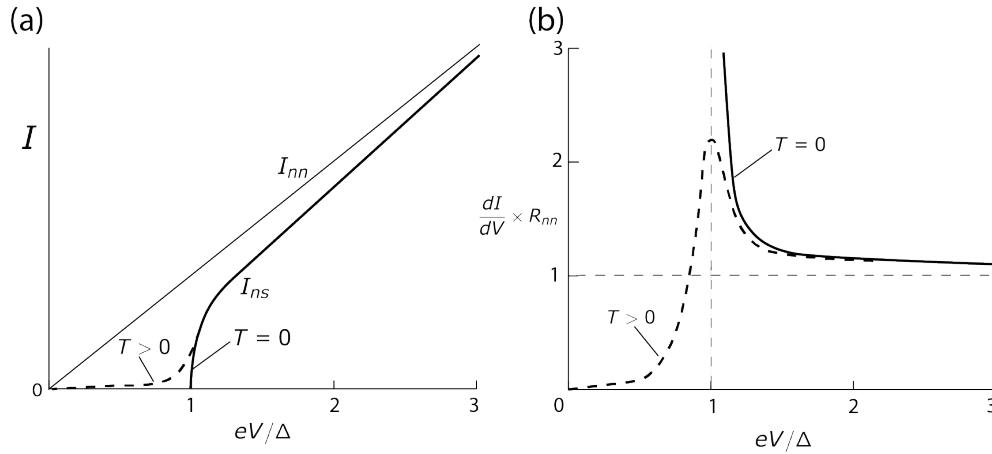 (a)
I
I_nn
I_ns
T > 0
T = 0
0
1
2
3
eV/Δ
(b)
3
2
1
dI/dV × R_nn
T = 0
T > 0
0
1
2
3
eV/Δ